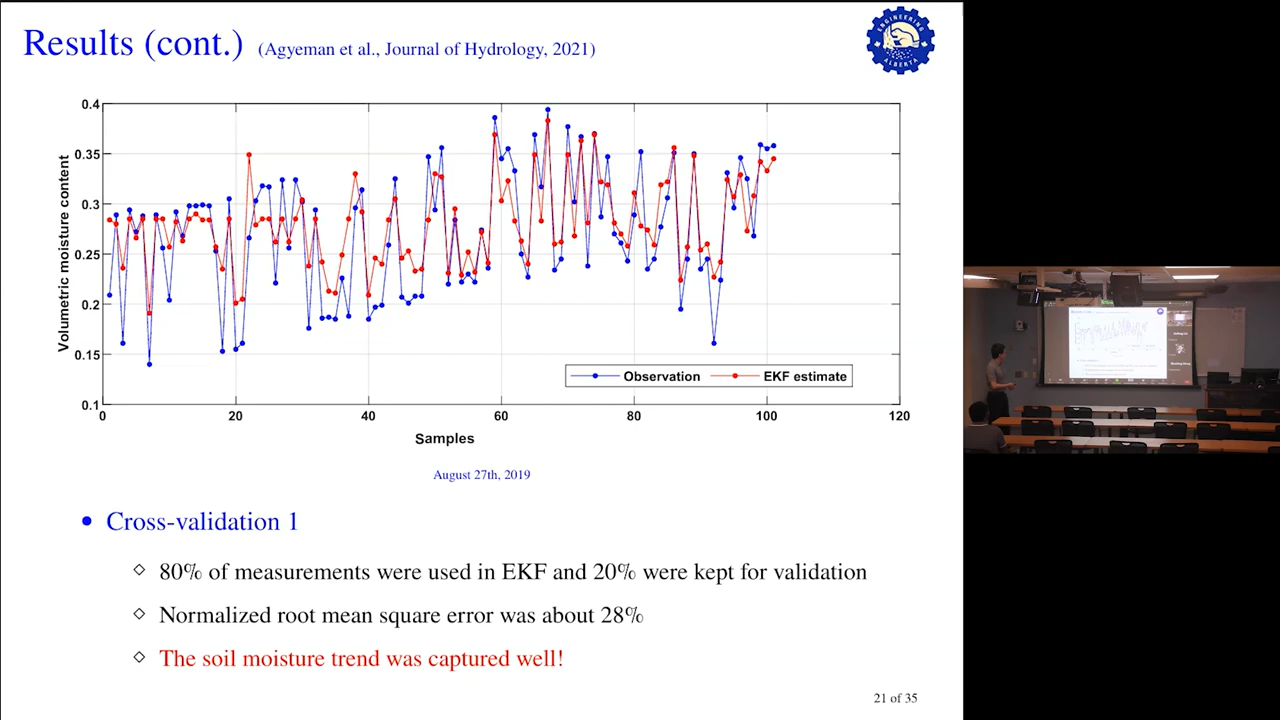 Results (cont.) (Agyeman et al., Journal of Hydrology, 2021)
ENGINEERING
ALBERTA
Volumetric moisture content
0.4
0.35
0.3
0.25
0.2
0.15
0.1
Observation
EKF estimate
0
20
40
60
80
100
120
Samples
August 27th, 2019
• Cross-validation 1
◇ 80% of measurements were used in EKF and 20% were kept for validation
◇ Normalized root mean square error was about 28%
◇ The soil moisture trend was captured well!
21 of 35